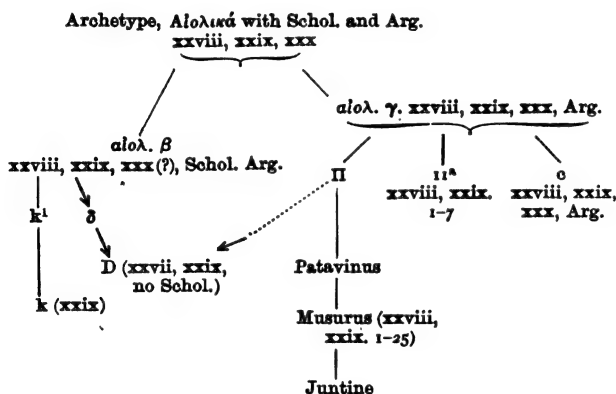 Archetype, Αἰολικά with Schol. and Arg.
xxviii, xxix, xxx
αἰολ. γ. xxviii, xxix, xxx, Arg.
αἰολ. β
xxviii, xxix, xxx (?), Schol. Arg.
Π
11ᵃ
xxviii, xxix.
1-7
c
xxviii, xxix,
xxx, Arg.
k¹
δ
D (xxvii, xxix,
no Schol.)
k (xxix)
Patavinus
Musurus (xxviii,
xxix. 1-25)
Juntine